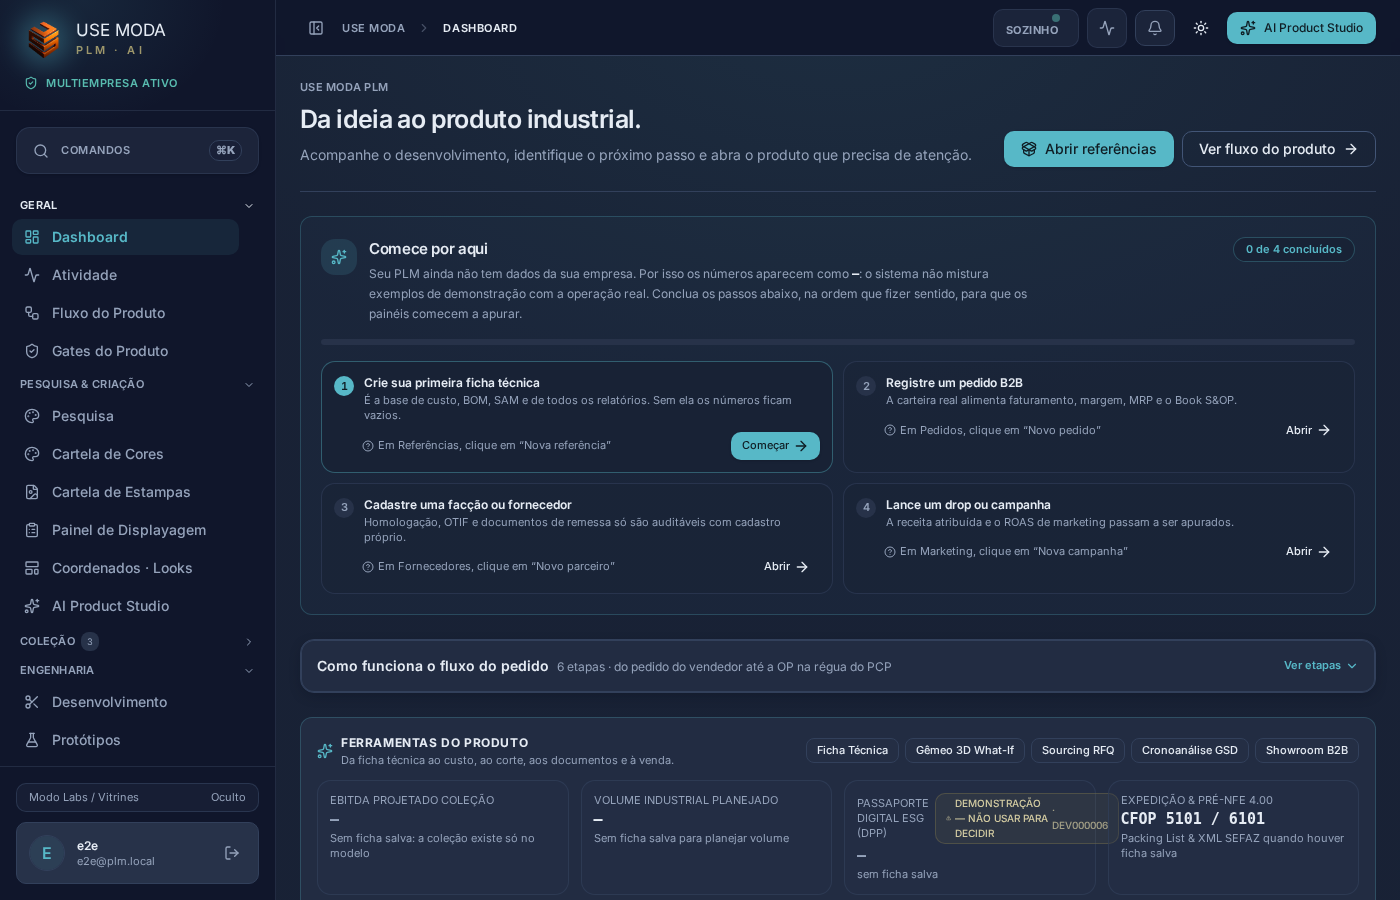 USE MODA
PLM · AI
MULTIEMPRESA ATIVO
COMANDOS
⌘K
GERAL
Dashboard
Atividade
Fluxo do Produto
Gates do Produto
PESQUISA & CRIAÇÃO
Pesquisa
Cartela de Cores
Cartela de Estampas
Painel de Displayagem
Coordenados · Looks
AI Product Studio
COLEÇÃO 3
ENGENHARIA
Desenvolvimento
Protótipos
Modo Labs / Vitrines Oculto
E
e2e
e2e@plm.local
USE MODA
DASHBOARD
SOZINHO
AI Product Studio
USE MODA PLM
Da ideia ao produto industrial.
Acompanhe o desenvolvimento, identifique o próximo passo e abra o produto que precisa de atenção.
Abrir referências
Ver fluxo do produto
Comece por aqui
0 de 4 concluídos
Seu PLM ainda não tem dados da sua empresa. Por isso os números aparecem como —: o sistema não mistura
exemplos de demonstração com a operação real. Conclua os passos abaixo, na ordem que fizer sentido, para que os
painéis comecem a apurar.
1
Crie sua primeira ficha técnica
É a base de custo, BOM, SAM e de todos os relatórios. Sem ela os números ficam
vazios.
Em Referências, clique em “Nova referência”
Começar
2
Registre um pedido B2B
A carteira real alimenta faturamento, margem, MRP e o Book S&OP.
Em Pedidos, clique em “Novo pedido”
Abrir
3
Cadastre uma facção ou fornecedor
Homologação, OTIF e documentos de remessa só são auditáveis com cadastro
próprio.
Em Fornecedores, clique em “Novo parceiro”
Abrir
4
Lance um drop ou campanha
A receita atribuída e o ROAS de marketing passam a ser apurados.
Em Marketing, clique em “Nova campanha”
Abrir
Como funciona o fluxo do pedido
6 etapas · do pedido do vendedor até a OP na régua do PCP
Ver etapas
FERRAMENTAS DO PRODUTO
Da ficha técnica ao custo, ao corte, aos documentos e à venda.
Ficha Técnica
Gêmeo 3D What-If
Sourcing RFQ
Cronoanálise GSD
Showroom B2B
EBITDA PROJETADO COLEÇÃO
—
Sem ficha salva: a coleção existe só no
modelo
VOLUME INDUSTRIAL PLANEJADO
—
Sem ficha salva para planejar volume
PASSAPORTE
DIGITAL ESG
(DPP)
DEMONSTRAÇÃO
— NÃO USAR PARA
DECIDIR
· DEV000006
—
sem ficha salva
EXPEDIÇÃO & PRÉ-NFE 4.00
CFOP 5101 / 6101
Packing List & XML SEFAZ quando houver
ficha salva